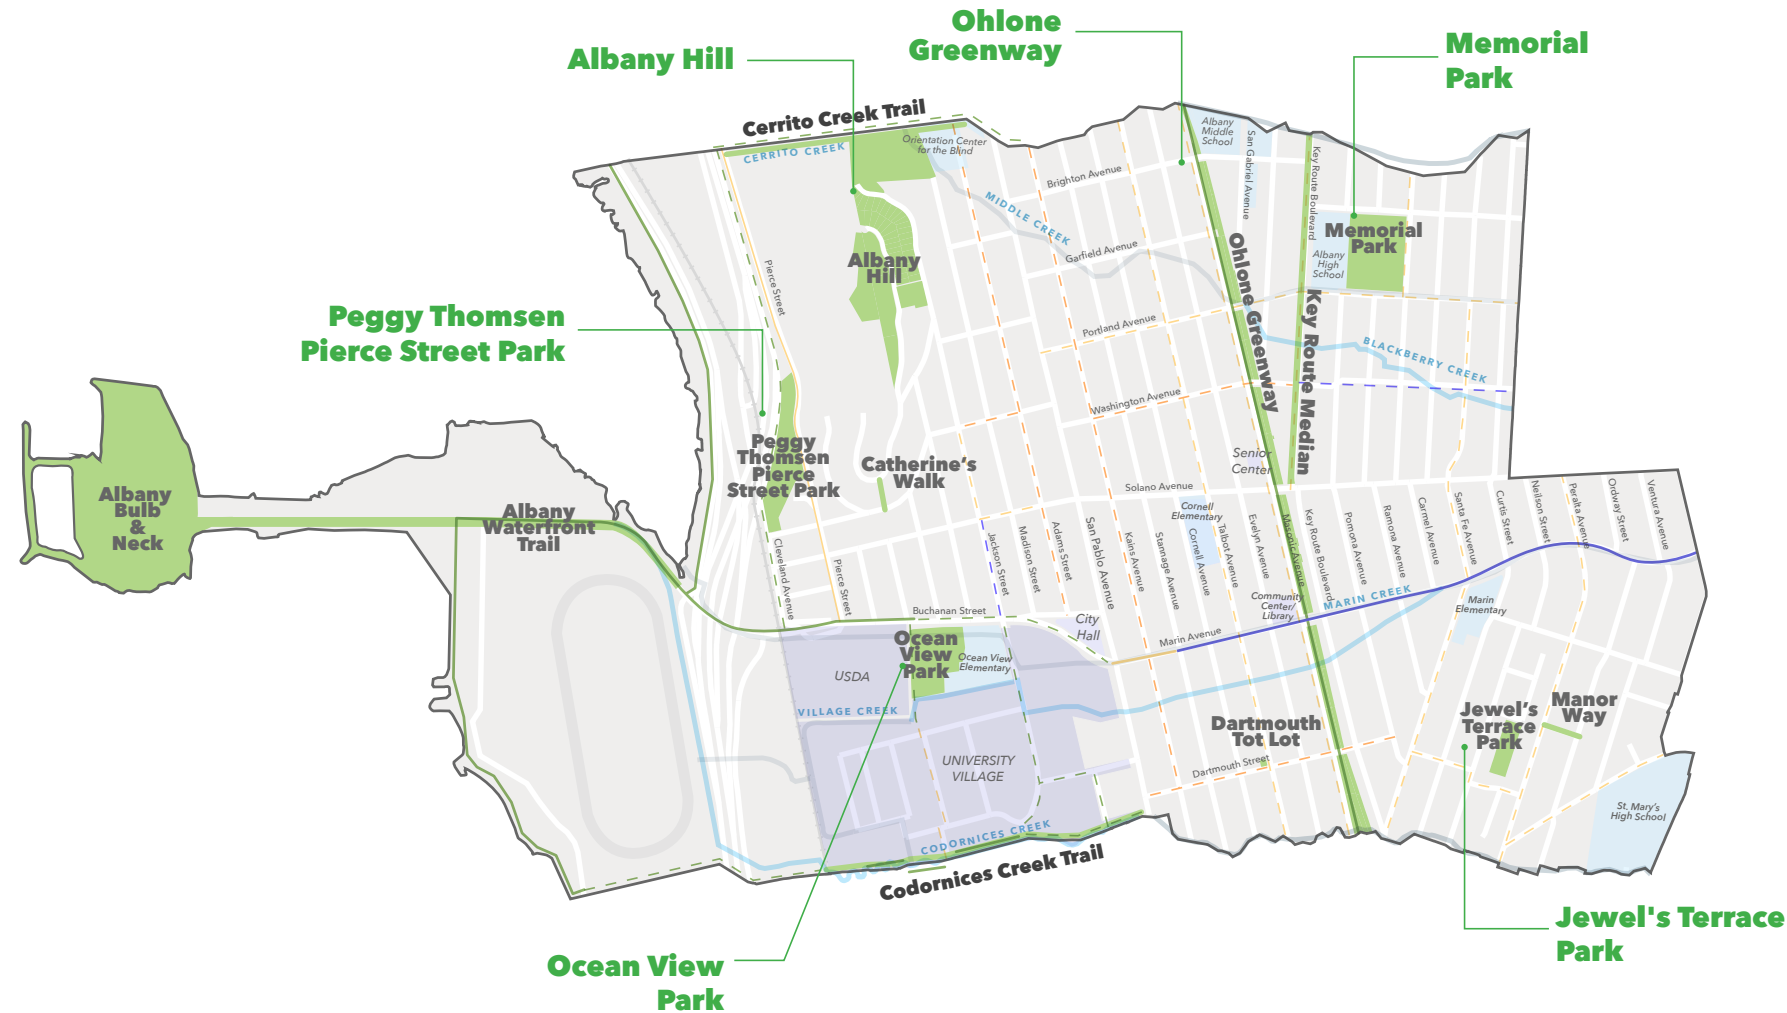 Ohlone
Greenway
Albany Hill
Memorial
Park
Cerrito Creek Trail
CERRITO CREEK
Orientation Center
for the Blind
Albany
Middle
School
San Gabriel Avenue
Key Route Boulevard
Brighton Avenue
MIDDLE CREEK
Garfield Avenue
Memorial
Park
Albany
High
School
Albany
Hill
Pierce Street
Ohlone Greenway
Key Route Median
Peggy Thomsen
Pierce Street Park
Portland Avenue
BLACKBERRY CREEK
Washington Avenue
Peggy
Thomsen
Pierce
Street Park
Catherine's
Walk
Senior
Center
Solano Avenue
Albany
Bulb
&
Neck
Albany
Waterfront
Trail
Cornell
Elementary
Cleveland Avenue
Pierce Street
Jackson Street
Madison Street
Adams Street
San Pablo Avenue
Kains Avenue
Stannage Avenue
Cornell Avenue
Talbot Avenue
Evelyn Avenue
Masonic Avenue
Key Route Boulevard
Pomona Avenue
Ramona Avenue
Carmel Avenue
Santa Fe Avenue
Curtis Street
Neilson Street
Peralta Avenue
Ordway Street
Ventura Avenue
Buchanan Street
City
Hall
Community
Center/
Library
MARIN CREEK
Marin
Elementary
Marin Avenue
Ocean
View
Park
Ocean View
Elementary
USDA
VILLAGE CREEK
UNIVERSITY
VILLAGE
Dartmouth
Tot Lot
Dartmouth Street
Jewel's
Terrace
Park
Manor
Way
St. Mary's
High School
CODORNICES CREEK
Codornices Creek Trail
Ocean View
Park
Jewel's Terrace
Park